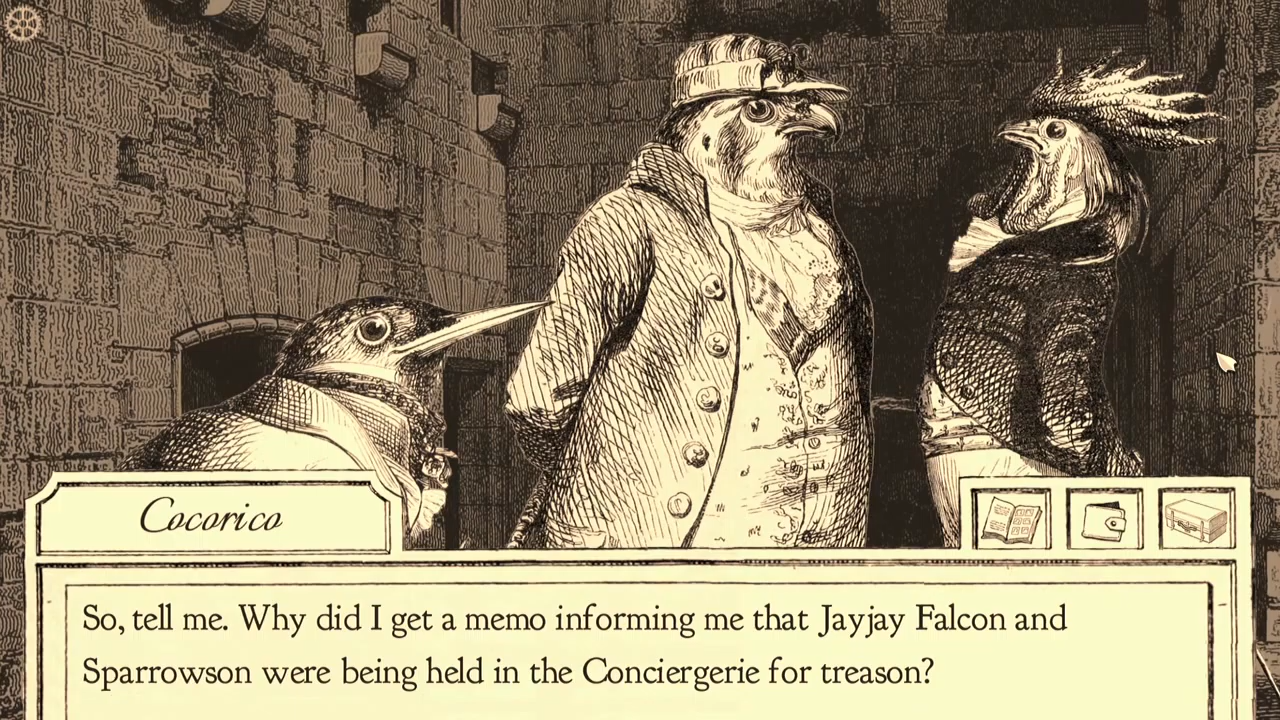 Cocorico
So, tell me. Why did I get a memo informing me that Jayjay Falcon and
Sparrowson were being held in the Conciergerie for treason?